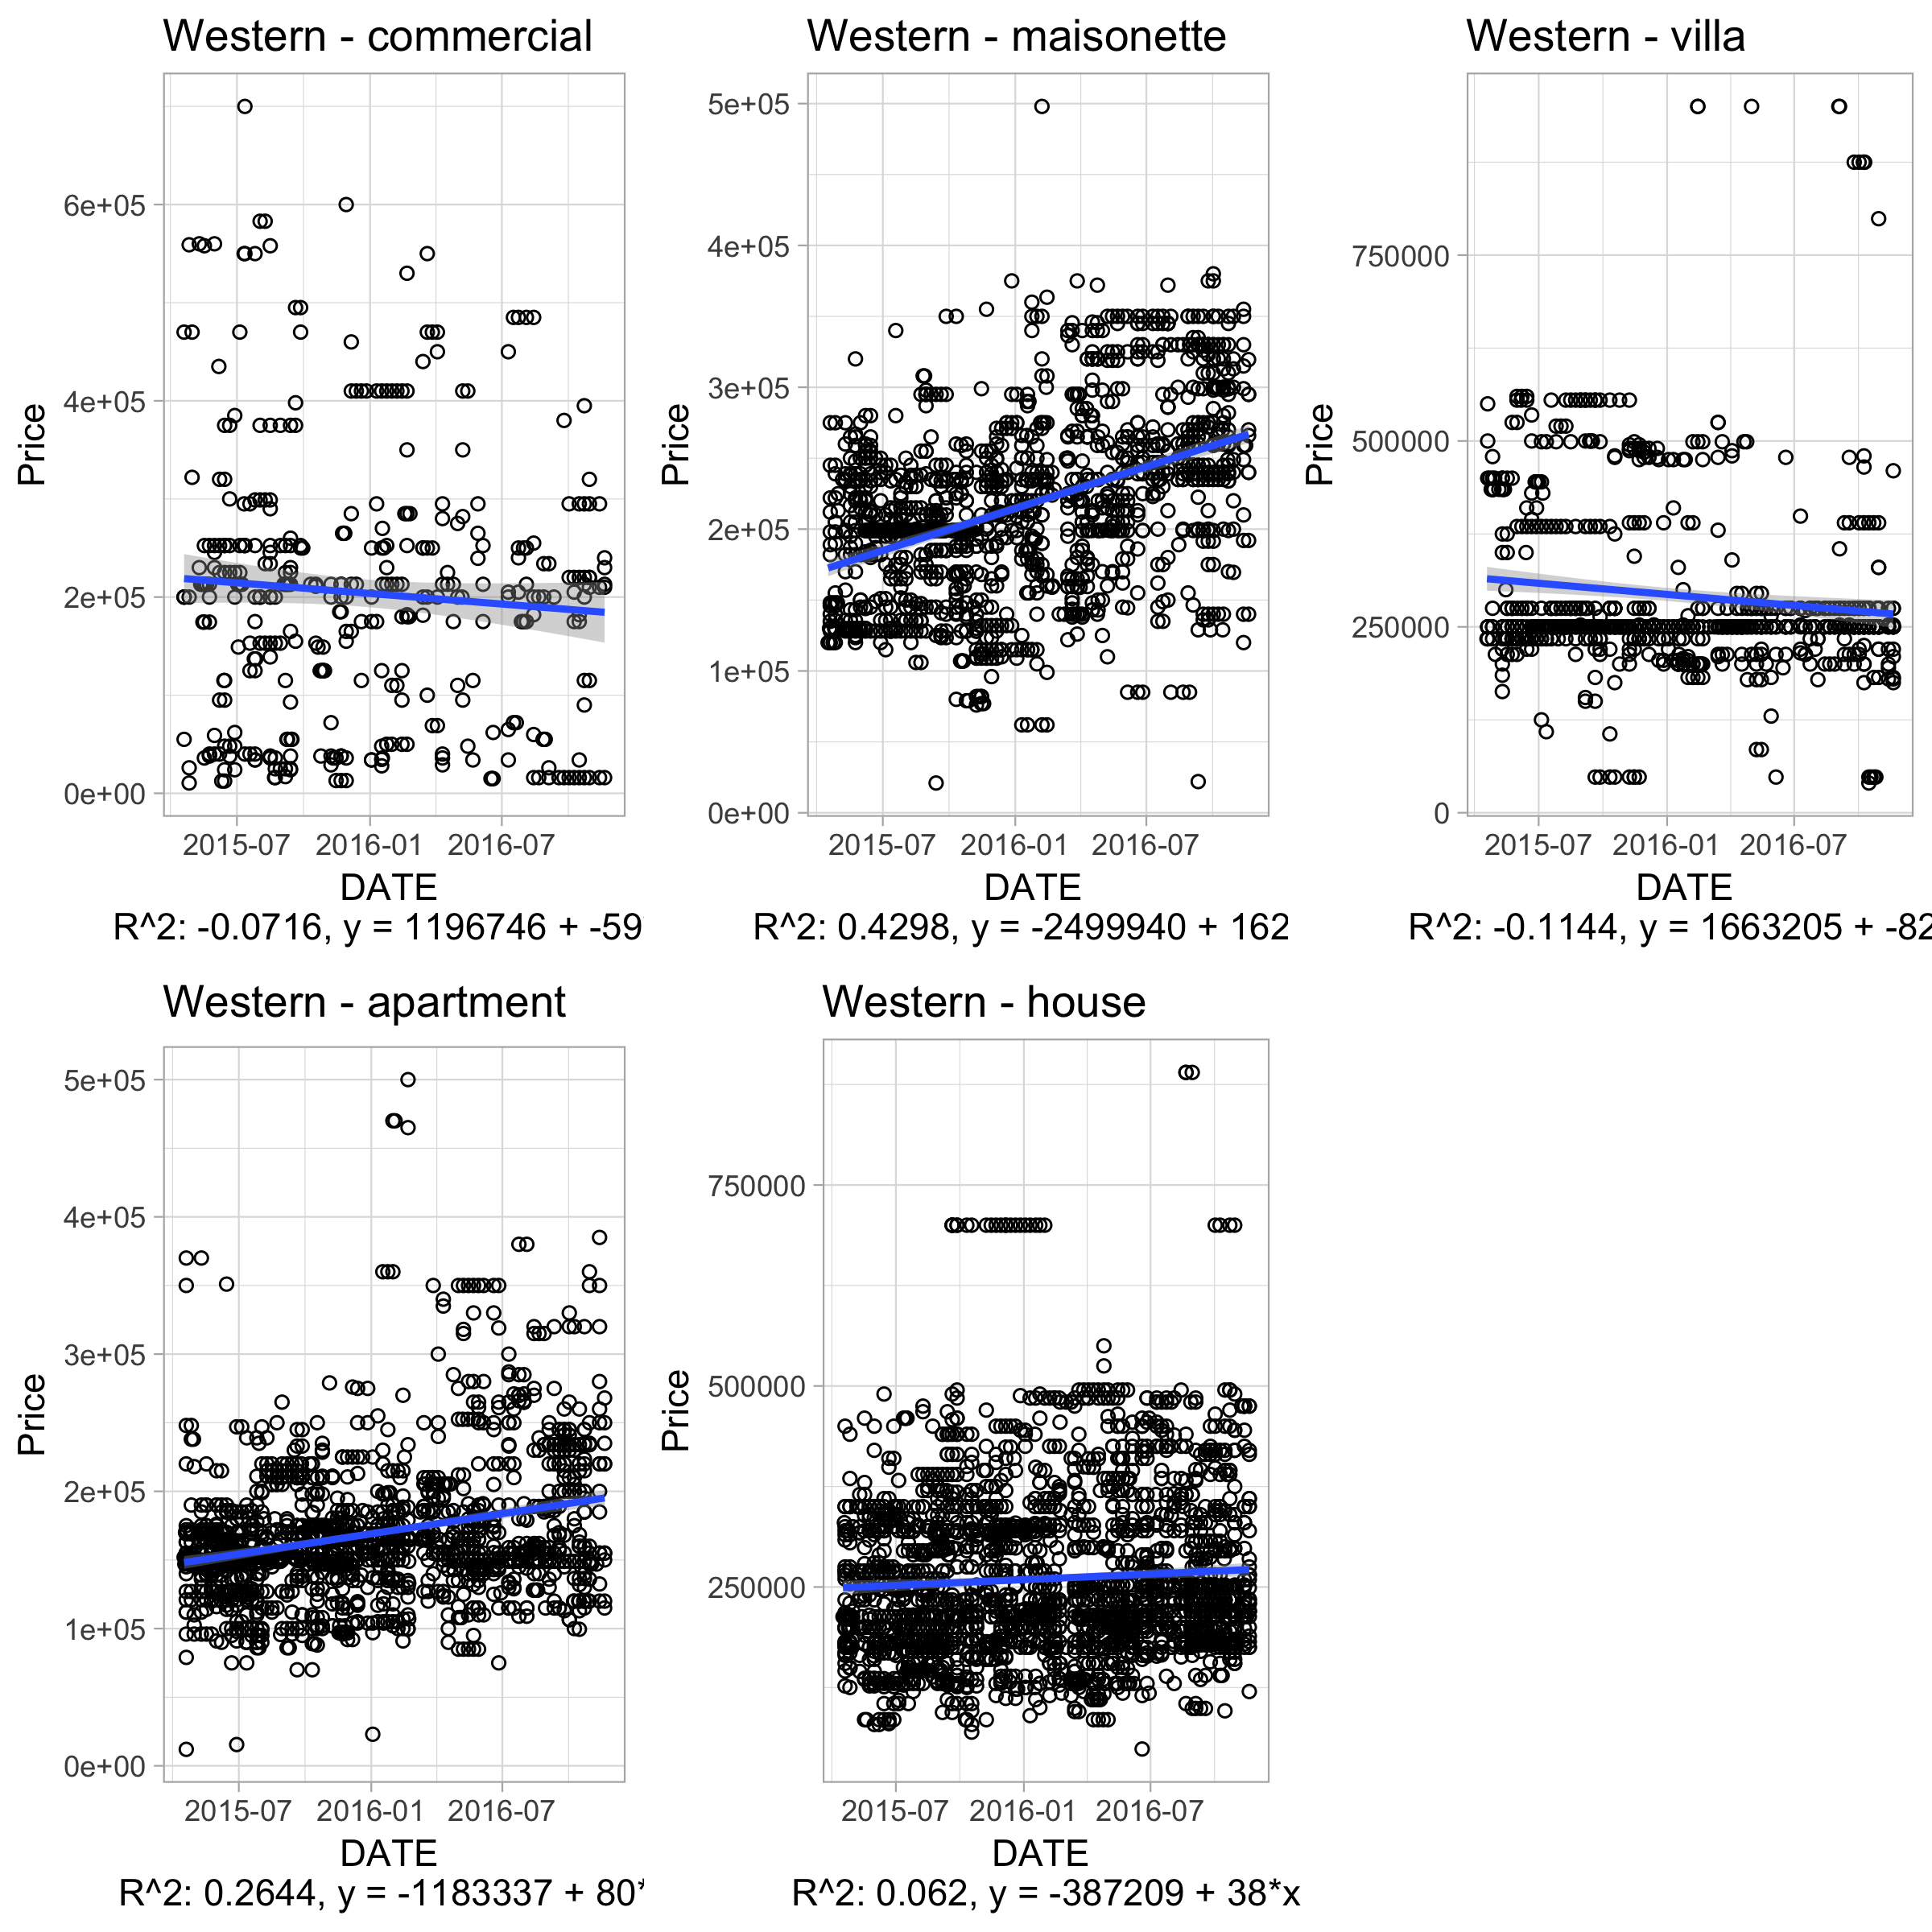 Western - commercial
Price
6e+05
4e+05
2e+05
0e+00
2015-07 2016-01 2016-07
DATE
R^2: -0.0716, y = 1196746 + -59
Western - maisonette
Price
5e+05
4e+05
3e+05
2e+05
1e+05
0e+00
2015-07 2016-01 2016-07
DATE
R^2: 0.4298, y = -2499940 + 162
Western - villa
Price
750000
500000
250000
0
2015-07 2016-01 2016-07
DATE
R^2: -0.1144, y = 1663205 + -82
Western - apartment
Price
5e+05
4e+05
3e+05
2e+05
1e+05
0e+00
2015-07 2016-01 2016-07
DATE
R^2: 0.2644, y = -1183337 + 80*
Western - house
Price
750000
500000
250000
2015-07 2016-01 2016-07
DATE
R^2: 0.062, y = -387209 + 38*x